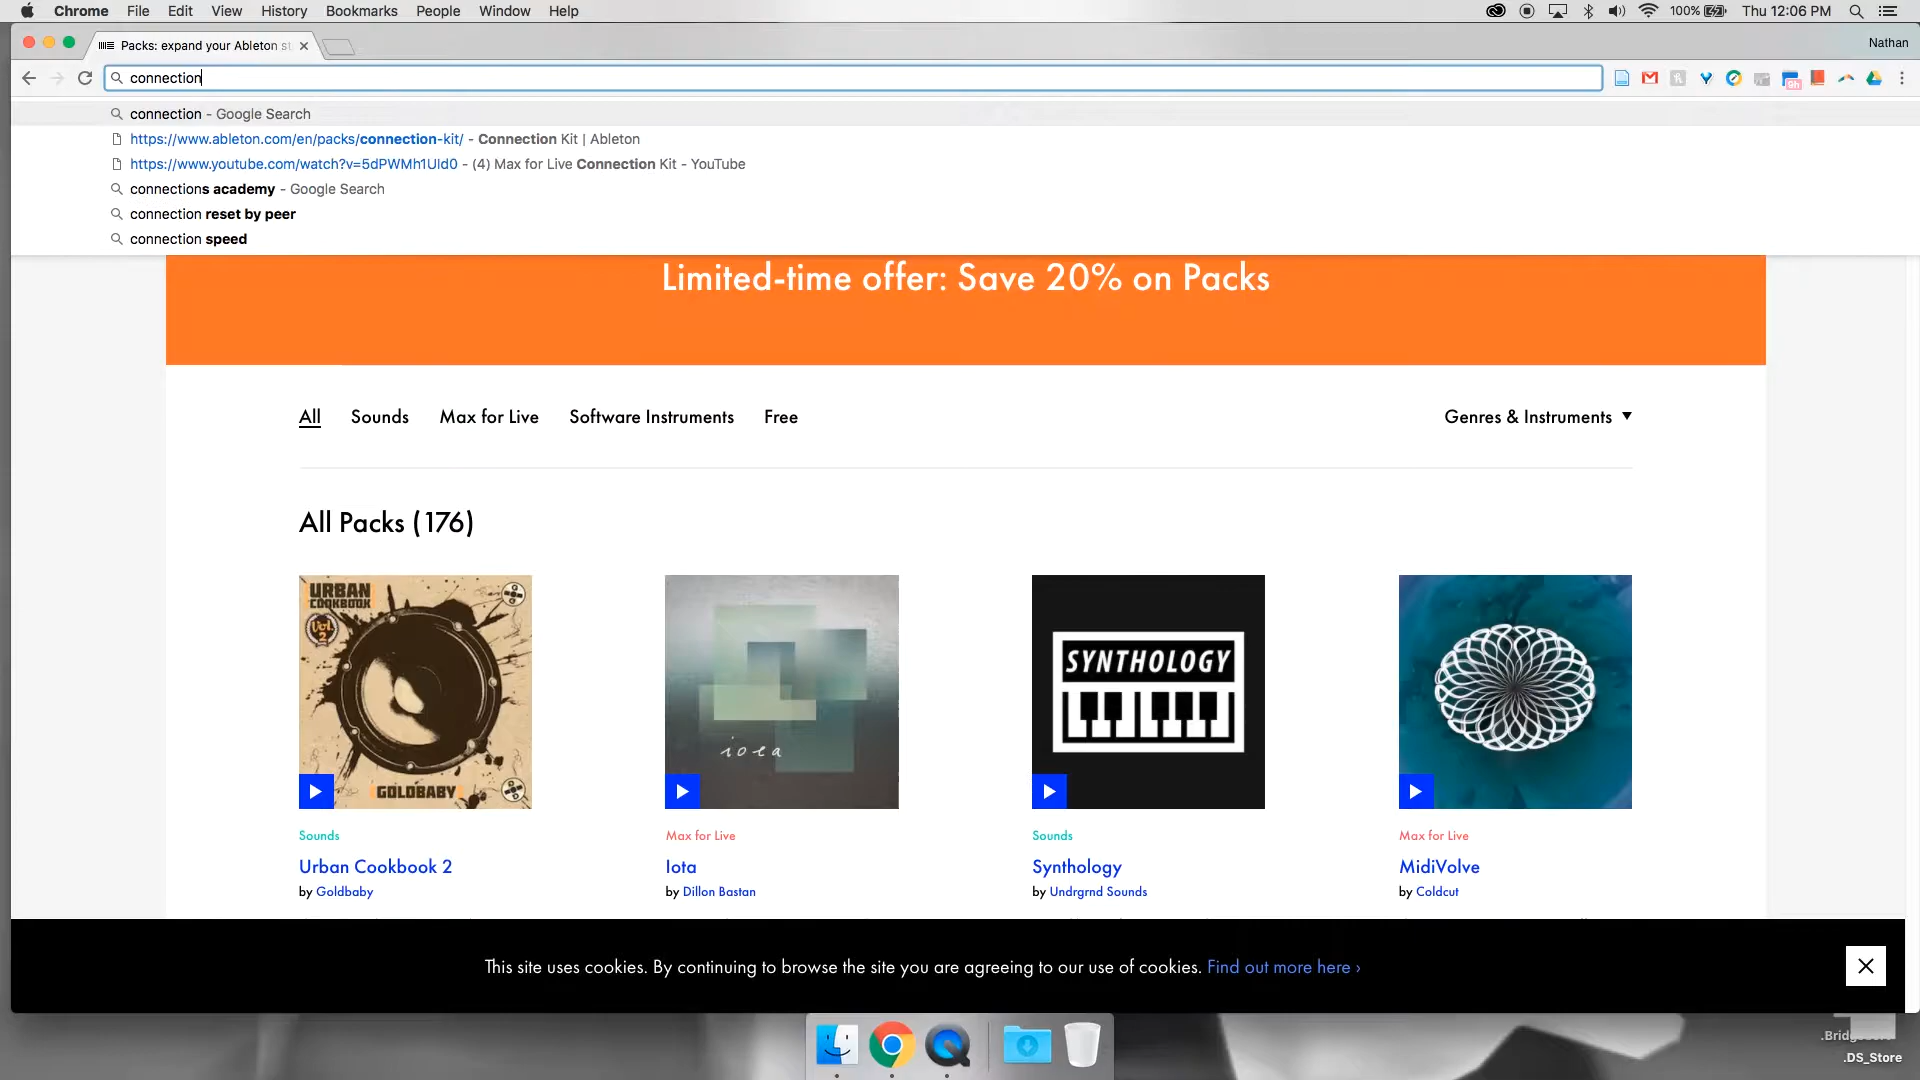 Chrome File Edit View History Bookmarks People Window Help 100% Thu 12:06 PM
Packs: expand your Ableton st
Nathan
connection
connection - Google Search
https://www.ableton.com/en/packs/connection-kit/ - Connection Kit | Ableton
https://www.youtube.com/watch?v=5dPWMh1UId0 - (4) Max for Live Connection Kit - YouTube
connections academy - Google Search
connection reset by peer
connection speed
Limited-time offer: Save 20% on Packs
All Sounds Max for Live Software Instruments Free Genres & Instruments
All Packs (176)
URBAN COOKBOOK
Vol. 2
GOLDBABY
iota
SYNTHOLOGY
Sounds
Urban Cookbook 2
by Goldbaby
Max for Live
Iota
by Dillon Bastan
Sounds
Synthology
by Undrgrnd Sounds
Max for Live
MidiVolve
by Coldcut
This site uses cookies. By continuing to browse the site you are agreeing to our use of cookies. Find out more here ›
.DS_Store